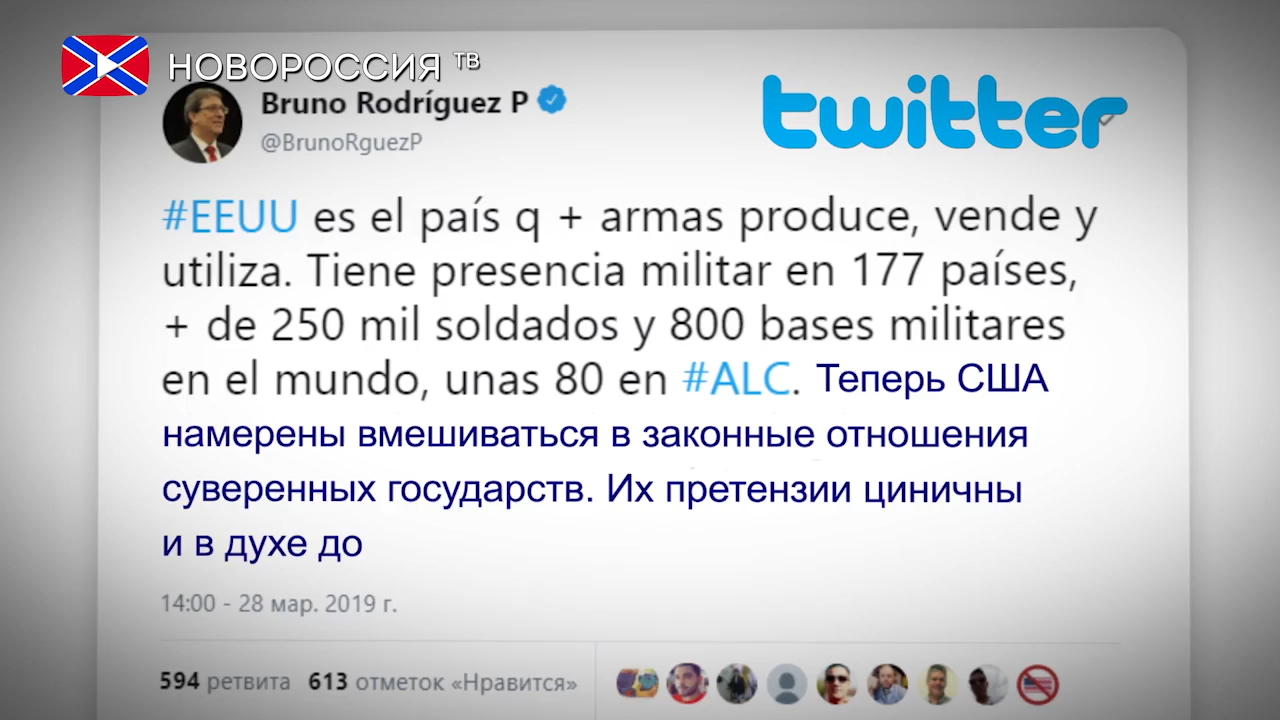 НОВОРОССИЯ ТВ
Bruno Rodríguez P
@BrunoRguezP
twitter
#EEUU es el país q + armas produce, vende y
utiliza. Tiene presencia militar en 177 países,
+ de 250 mil soldados y 800 bases militares
en el mundo, unas 80 en #ALC. Теперь США
намерены вмешиваться в законные отношения
суверенных государств. Их претензии циничны
и в духе до
14:00 - 28 мар. 2019 г.
594 ретвита 613 отметок «Нравится»